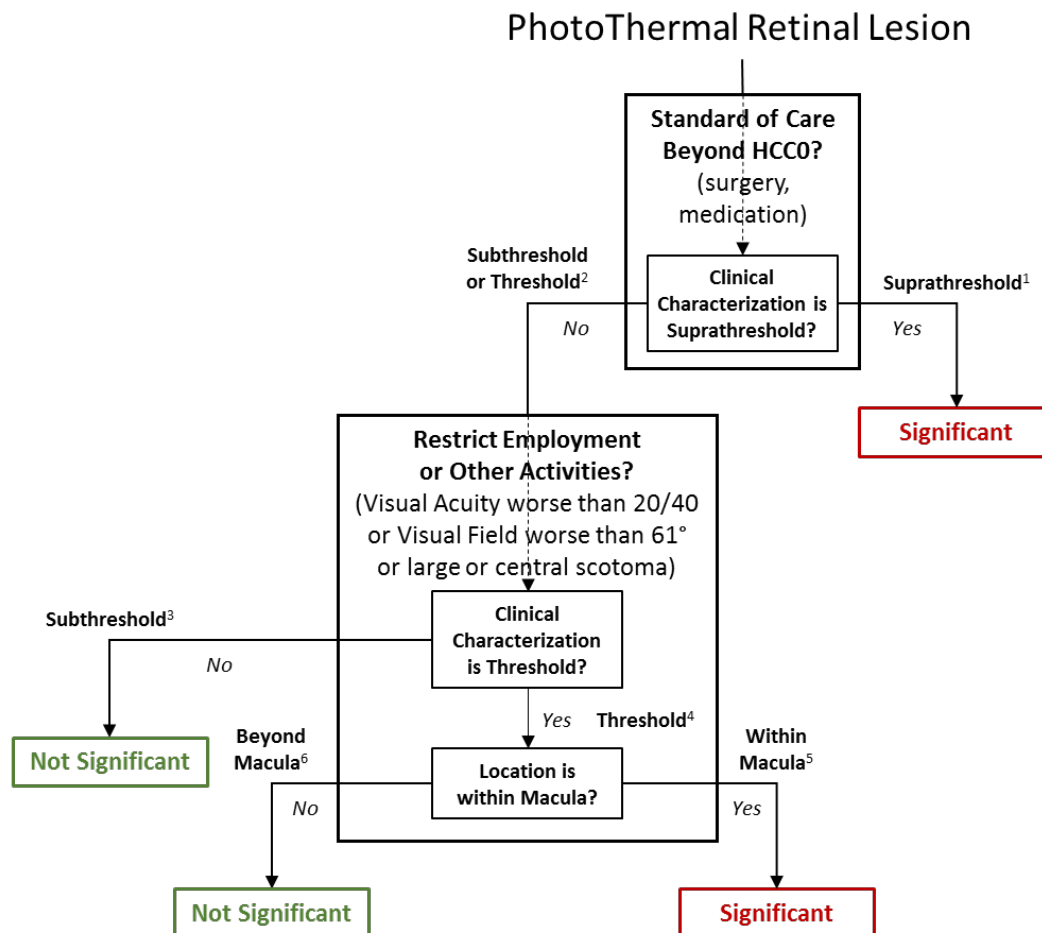 PhotoThermal Retinal Lesion
Standard of Care
Beyond HCC0?
(surgery,
medication)
Subthreshold
or Threshold²
No
Clinical
Characterization is
Suprathreshold?
Suprathreshold¹
Yes
Significant
Restrict Employment
or Other Activities?
(Visual Acuity worse than 20/40
or Visual Field worse than 61°
or large or central scotoma)
Subthreshold³
No
Clinical
Characterization
is Threshold?
Not Significant
Yes
Threshold⁴
Beyond
Macula⁶
No
Location is
within Macula?
Within
Macula⁵
Yes
Not Significant
Significant